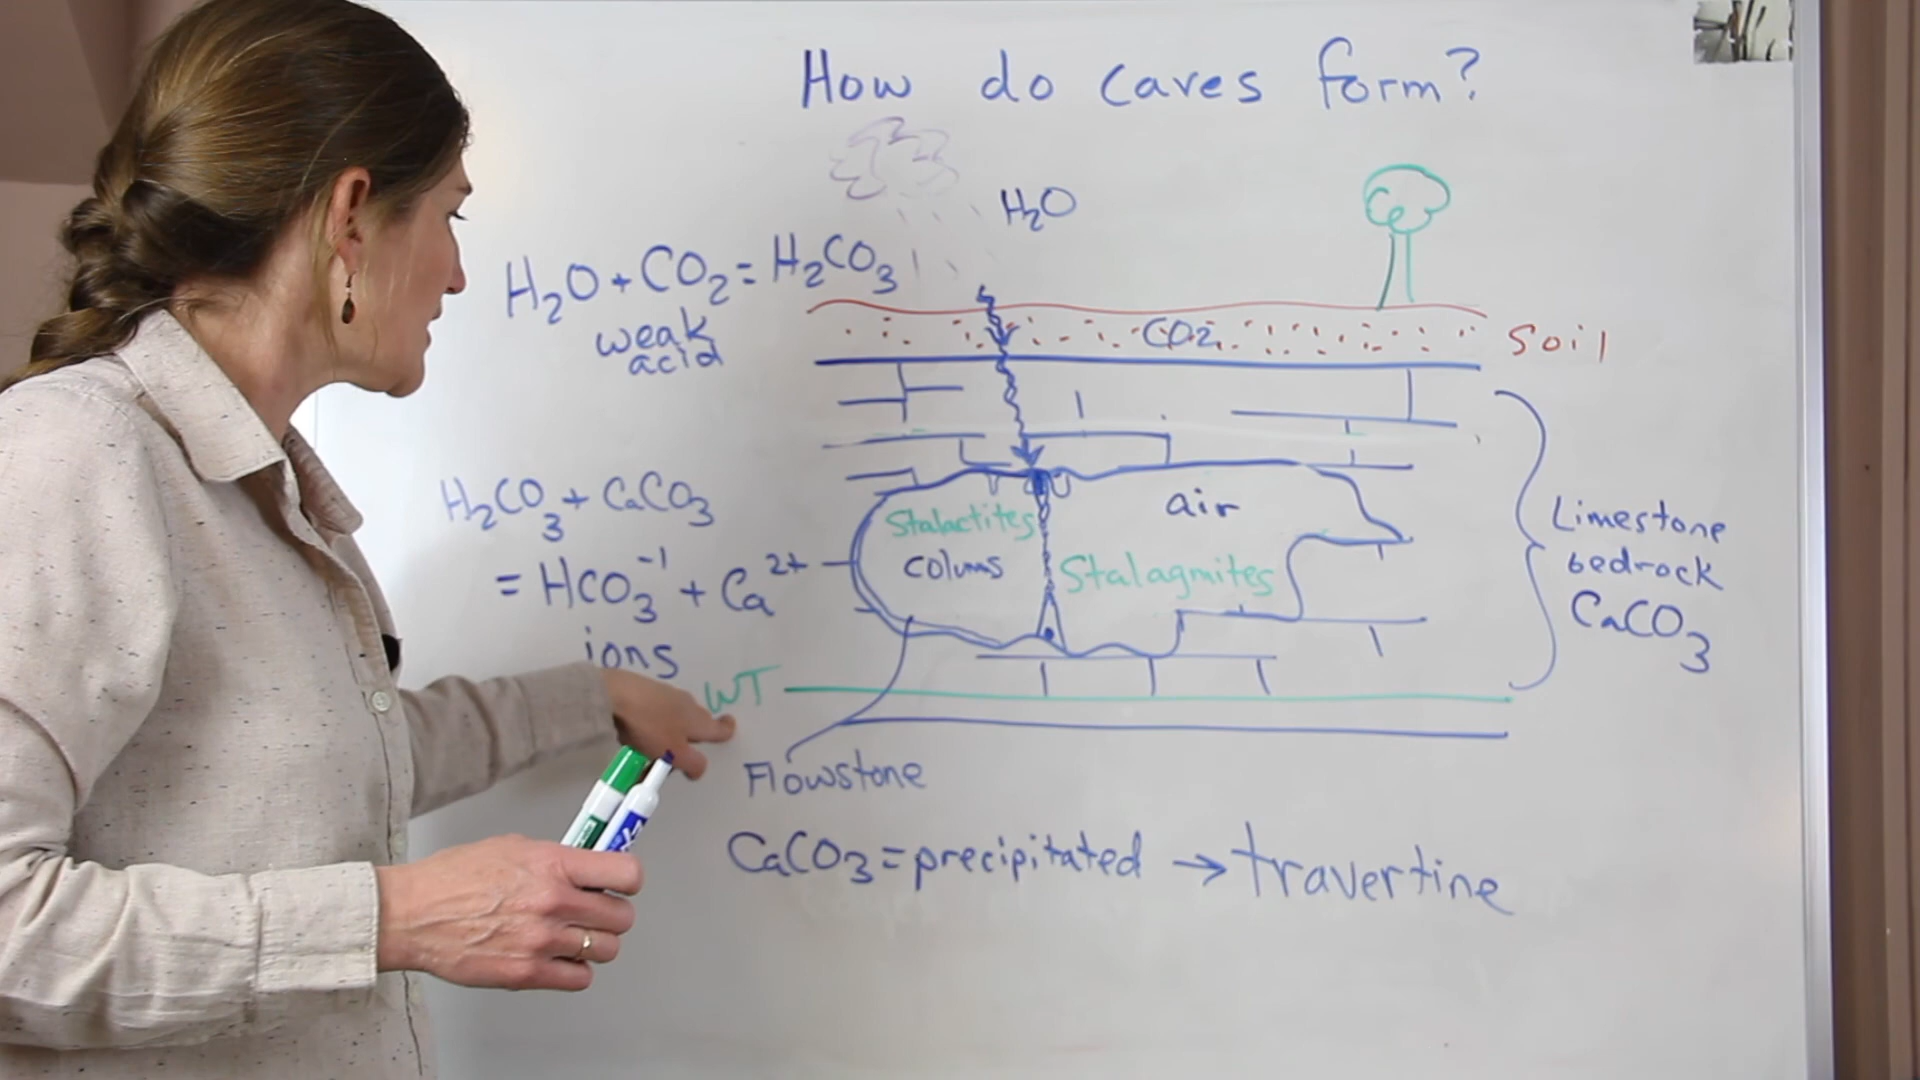 How do caves form?
H₂O
H₂O + CO₂ = H₂CO₃
weak
acid
CO₂
Soil
H₂CO₃ + CaCO₃
= HCO₃⁻¹ + Ca²⁺
ions
Stalactites
colums
air
Stalagmites
Limestone
bedrock
CaCO₃
WT
Flowstone
CaCO₃ = precipitated → travertine